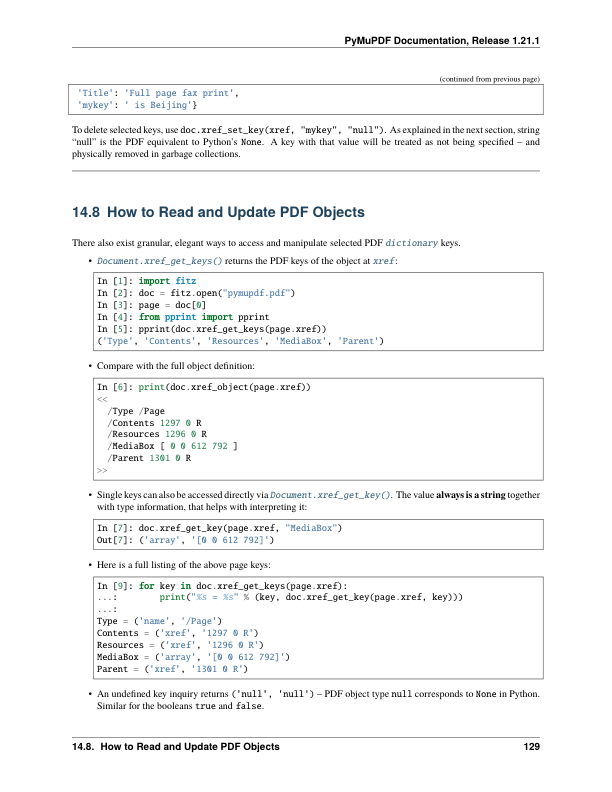 PyMuPDF Documentation, Release 1.21.1
(continued from previous page)
'Title': 'Full page fax print',
'mykey': ' is Beijing'}
To delete selected keys, use doc.xref_set_key(xref, "mykey", "null"). As explained in the next section, string
“null” is the PDF equivalent to Python's None. A key with that value will be treated as not being specified – and
physically removed in garbage collections.
14.8 How to Read and Update PDF Objects
There also exist granular, elegant ways to access and manipulate selected PDF dictionary keys.
• Document.xref_get_keys() returns the PDF keys of the object at xref:
In [1]: import fitz
In [2]: doc = fitz.open("pymupdf.pdf")
In [3]: page = doc[0]
In [4]: from pprint import pprint
In [5]: pprint(doc.xref_get_keys(page.xref))
('Type', 'Contents', 'Resources', 'MediaBox', 'Parent')
• Compare with the full object definition:
In [6]: print(doc.xref_object(page.xref))
<<
/Type /Page
/Contents 1297 0 R
/Resources 1296 0 R
/MediaBox [ 0 0 612 792 ]
/Parent 1301 0 R
>>
• Single keys can also be accessed directly via Document.xref_get_key(). The value always is a string together
with type information, that helps with interpreting it:
In [7]: doc.xref_get_key(page.xref, "MediaBox")
Out[7]: ('array', '[0 0 612 792]')
• Here is a full listing of the above page keys:
In [9]: for key in doc.xref_get_keys(page.xref):
...: print("%s = %s" % (key, doc.xref_get_key(page.xref, key)))
...:
Type = ('name', '/Page')
Contents = ('xref', '1297 0 R')
Resources = ('xref', '1296 0 R')
MediaBox = ('array', '[0 0 612 792]')
Parent = ('xref', '1301 0 R')
• An undefined key inquiry returns ('null', 'null') – PDF object type null corresponds to None in Python.
Similar for the booleans true and false.
14.8. How to Read and Update PDF Objects 129